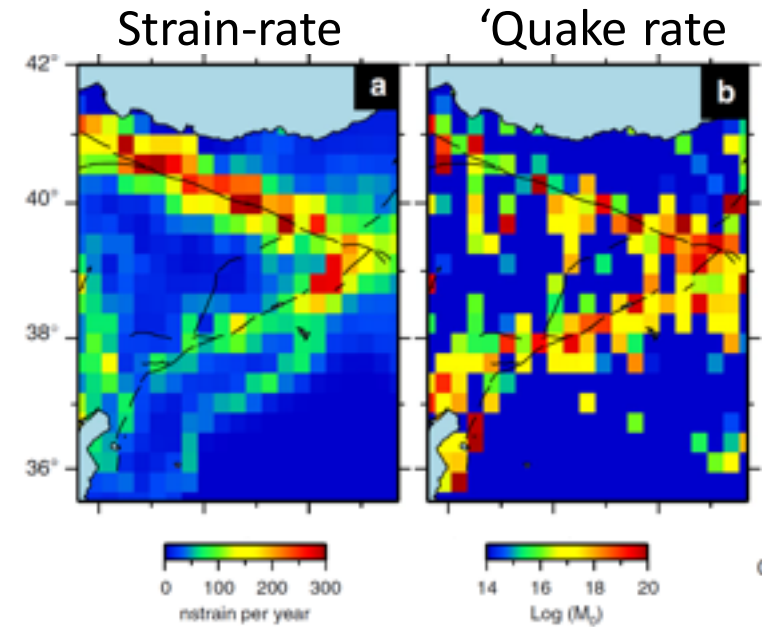 Strain-rate
‘Quake rate
42°
a
b
40°
38°
36°
0 100 200 300
nstrain per year
14 16 18 20
Log (M₀)